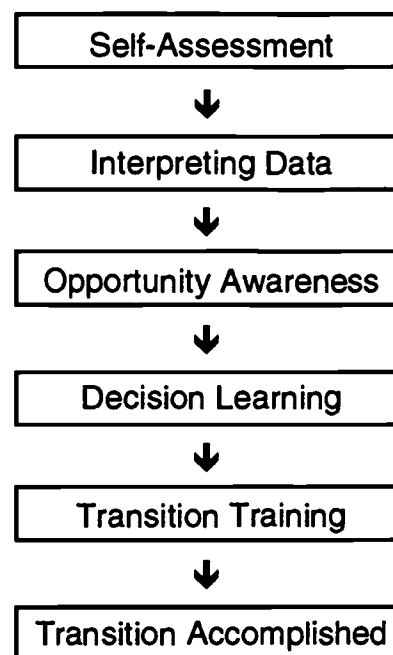 Self-Assessment
Interpreting Data
Opportunity Awareness
Decision Learning
Transition Training
Transition Accomplished